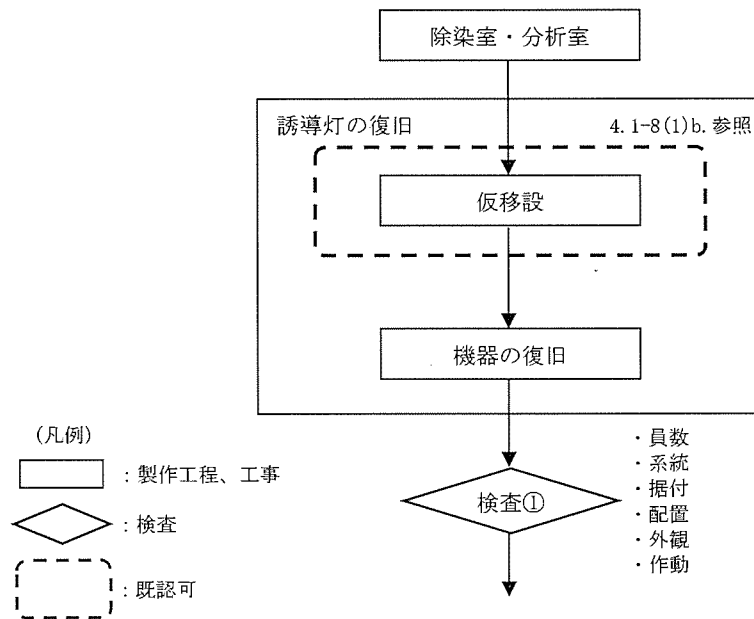 除染室・分析室
誘導灯の復旧
4.1-8(1)b.参照
仮移設
機器の復旧
検査①
・員数
・系統
・据付
・配置
・外観
・作動
(凡例)
：製作工程、工事
：検査
：既認可